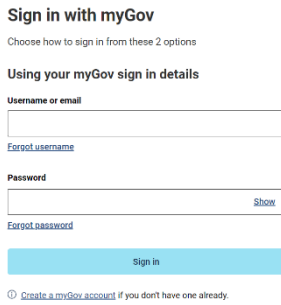 Sign in with myGov
Choose how to sign in from these 2 options
Using your myGov sign in details
Username or email
Forgot username
Password
Show
Forgot password
Sign in
Create a myGov account if you don't have one already.